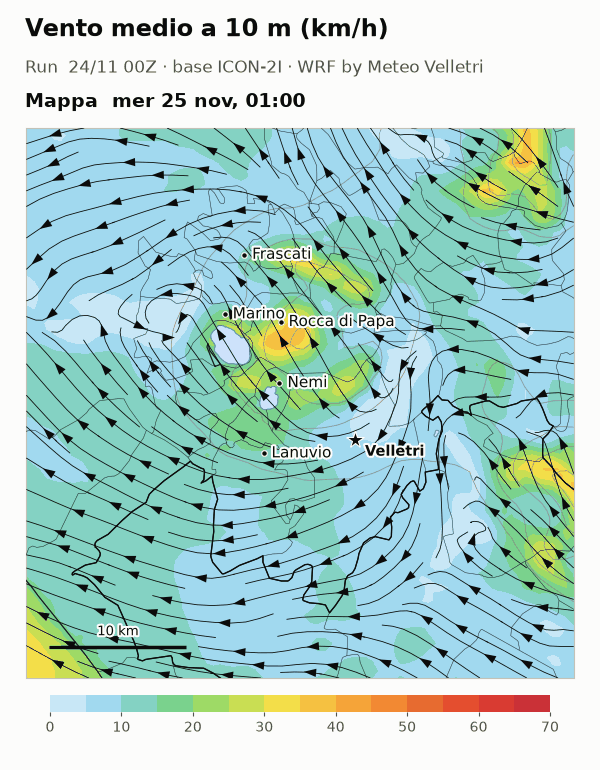 Vento medio a 10 m (km/h)
Run  24/11 00Z · base ICON-2I · WRF by Meteo Velletri
Mappa  mer 25 nov, 01:00
Frascati
Marino
Rocca di Papa
Nemi
Velletri
Lanuvio
10 km
0 10 20 30 40 50 60 70